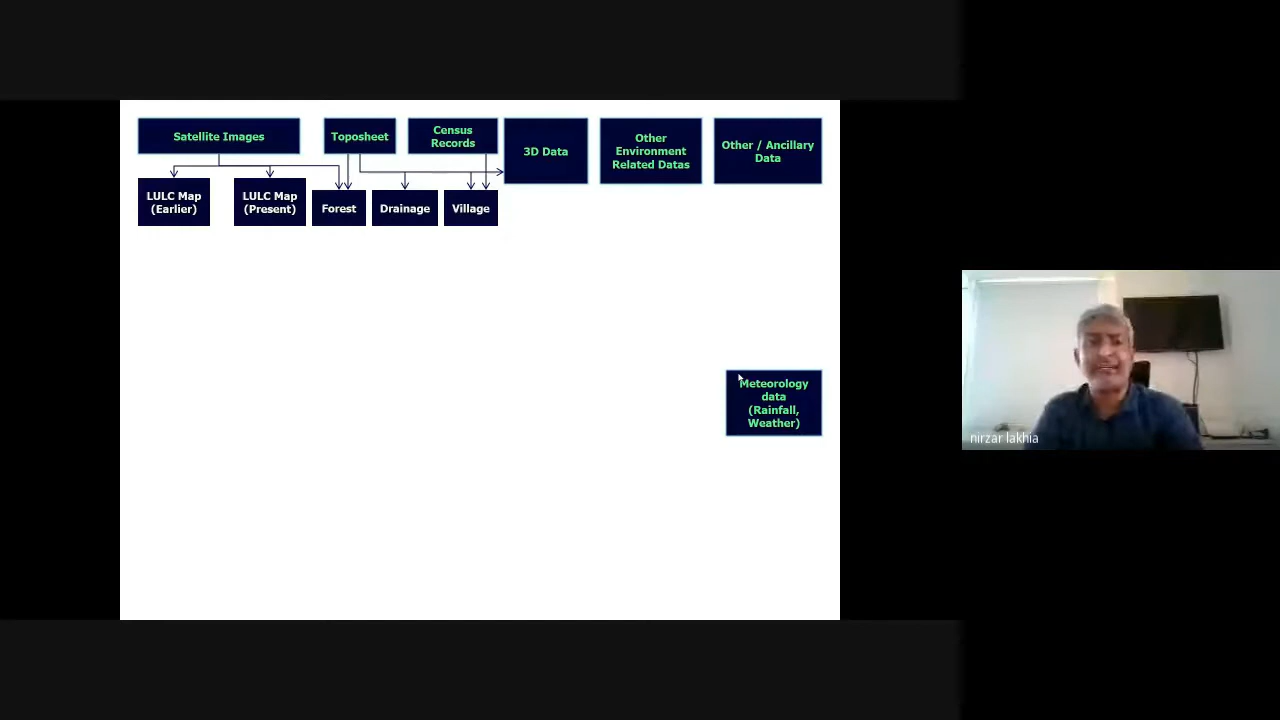 Satellite Images
Toposheet
Census
Records
3D Data
Other
Environment
Related Datas
Other / Ancillary
Data
LULC Map
(Earlier)
LULC Map
(Present)
Forest
Drainage
Village
Meteorology
data
(Rainfall,
Weather)
nirzar lakhia